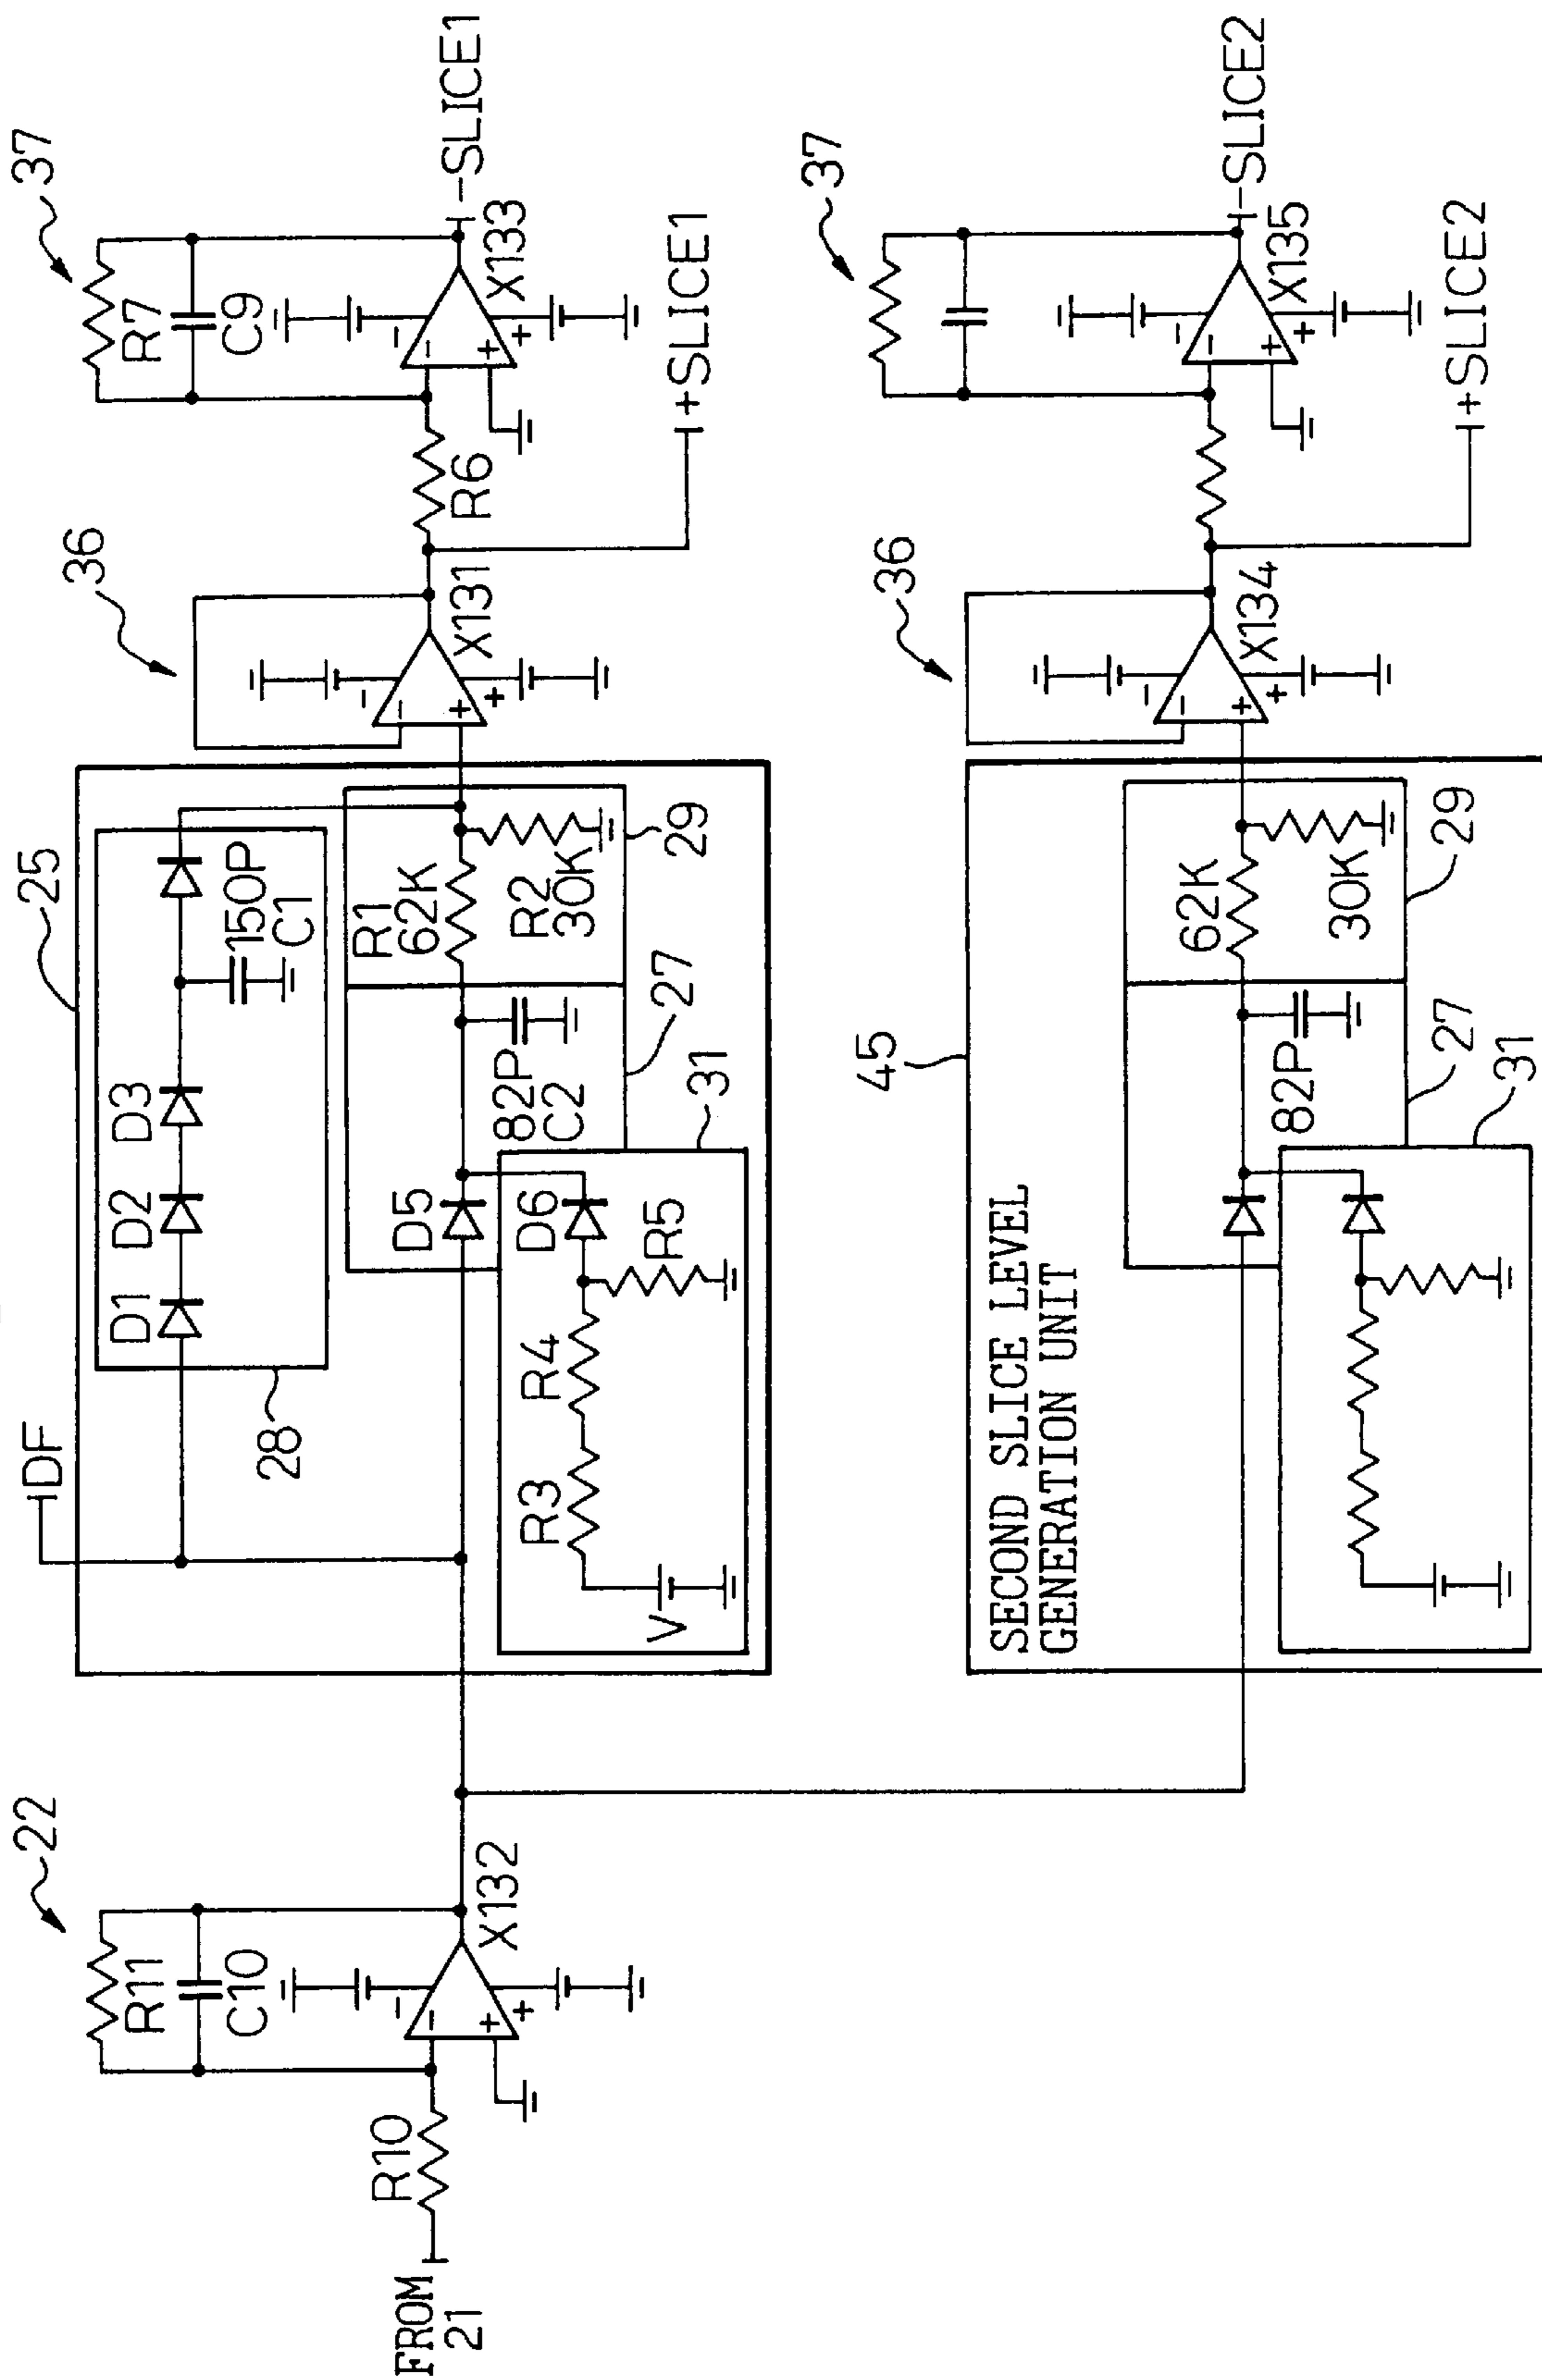 22
R11
C10
R10
FROM
21
X132
-
+
-
+
DF
25
D1
D2
D3
150P
C1
28
D5
R1
62K
R2
30K
29
82P
C2
27
D6
31
R3
R4
R5
V
36
X131
-
+
-
+
R6
37
R7
C9
X133
-
+
-
+
-SLICE1
+SLICE1
45
SECOND SLICE LEVEL
GENERATION UNIT
62K
30K
29
82P
27
31
36
X134
-
+
-
+
37
X135
-
+
-
+
-SLICE2
+SLICE2